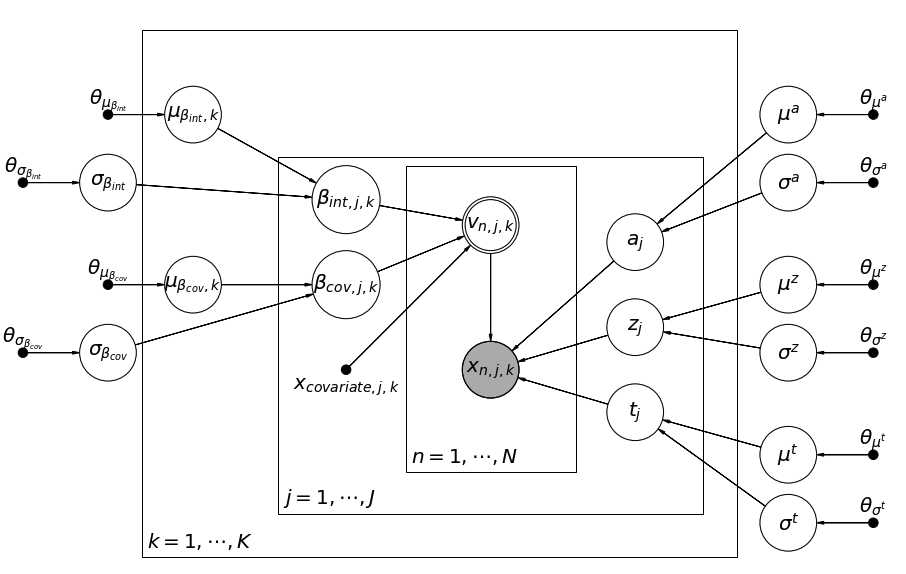 θ_{μ_{β_{int}}}
μ_{β_{int},k}
μ^a
θ_{μ^a}
θ_{σ_{β_{int}}}
σ_{β_{int}}
β_{int,j,k}
σ^a
θ_{σ^a}
v_{n,j,k}
a_j
θ_{μ_{β_{cov}}}
μ_{β_{cov},k}
β_{cov,j,k}
μ^z
θ_{μ^z}
z_j
θ_{σ_{β_{cov}}}
σ_{β_{cov}}
σ^z
θ_{σ^z}
x_{covariate,j,k}
x_{n,j,k}
t_j
n = 1, ⋯, N
μ^t
θ_{μ^t}
j = 1, ⋯, J
σ^t
θ_{σ^t}
k = 1, ⋯, K